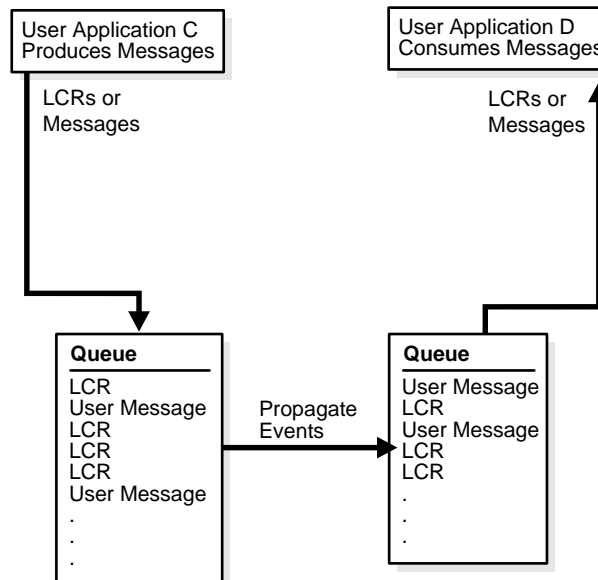 User Application C
Produces Messages
User Application D
Consumes Messages
LCRs or
Messages
LCRs or
Messages
Queue
LCR
User Message
LCR
LCR
LCR
User Message
.
.
.
Propagate
Events
Queue
User Message
LCR
User Message
LCR
LCR
.
.
.